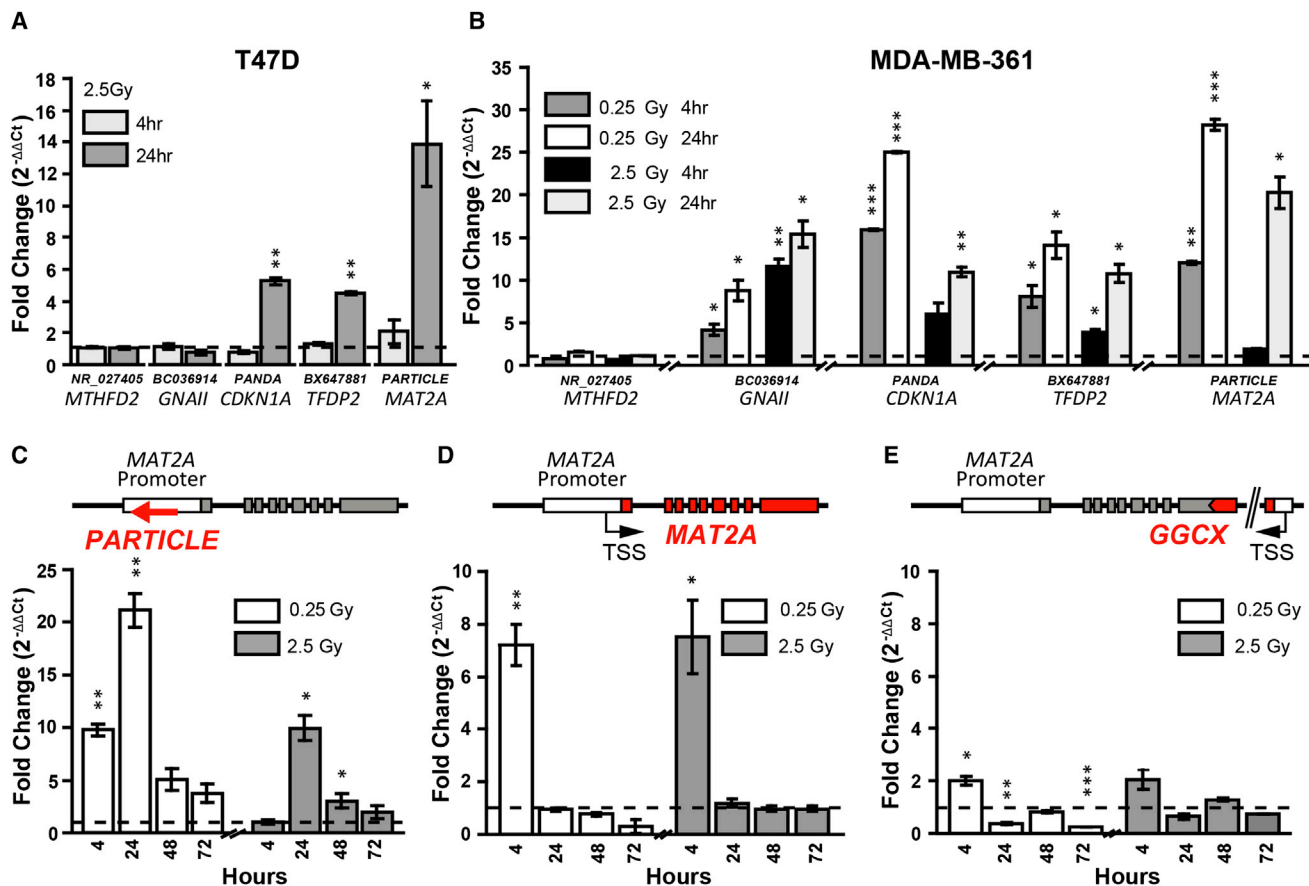 A
T47D
Fold Change (2^-ΔΔCt)
18
16
14
12
10
8
6
4
2
0
2.5Gy
4hr
24hr
**
**
*
NR_027405
BC036914
PANDA
BX647881
PARTICLE
MTHFD2
GNAII
CDKN1A
TFDP2
MAT2A
B
MDA-MB-361
Fold Change (2^-ΔΔCt)
35
30
25
20
15
10
5
0
0.25 Gy 4hr
0.25 Gy 24hr
2.5 Gy 4hr
2.5 Gy 24hr
*
*
**
*
***
***
**
*
*
*
*
**
***
*
NR_027405
BC036914
PANDA
BX647881
PARTICLE
MTHFD2
GNAII
CDKN1A
TFDP2
MAT2A
C
MAT2A
Promoter
PARTICLE
Fold Change (2^-ΔΔCt)
25
20
15
10
5
0
0.25 Gy
2.5 Gy
**
**
*
*
4 24 48 72 4 24 48 72
Hours
D
MAT2A
Promoter
TSS
MAT2A
Fold Change (2^-ΔΔCt)
10
8
6
4
2
0
0.25 Gy
2.5 Gy
**
*
4 24 48 72 4 24 48 72
Hours
E
MAT2A
Promoter
GGCX
TSS
Fold Change (2^-ΔΔCt)
10
8
6
4
2
0
0.25 Gy
2.5 Gy
*
**
***
4 24 48 72 4 24 48 72
Hours